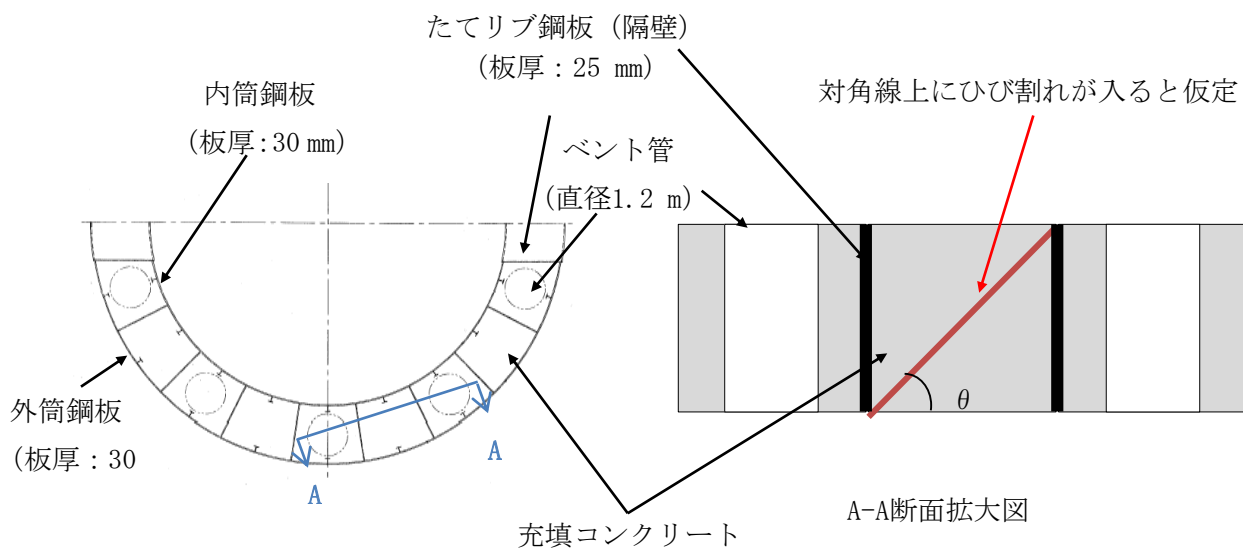 たてリブ鋼板（隔壁）
(板厚：25 mm)
内筒鋼板
(板厚:30 mm)
ベント管
(直径1.2 m)
対角線上にひび割れが入ると仮定
外筒鋼板
(板厚：30
A
A
充填コンクリート
θ
A-A断面拡大図